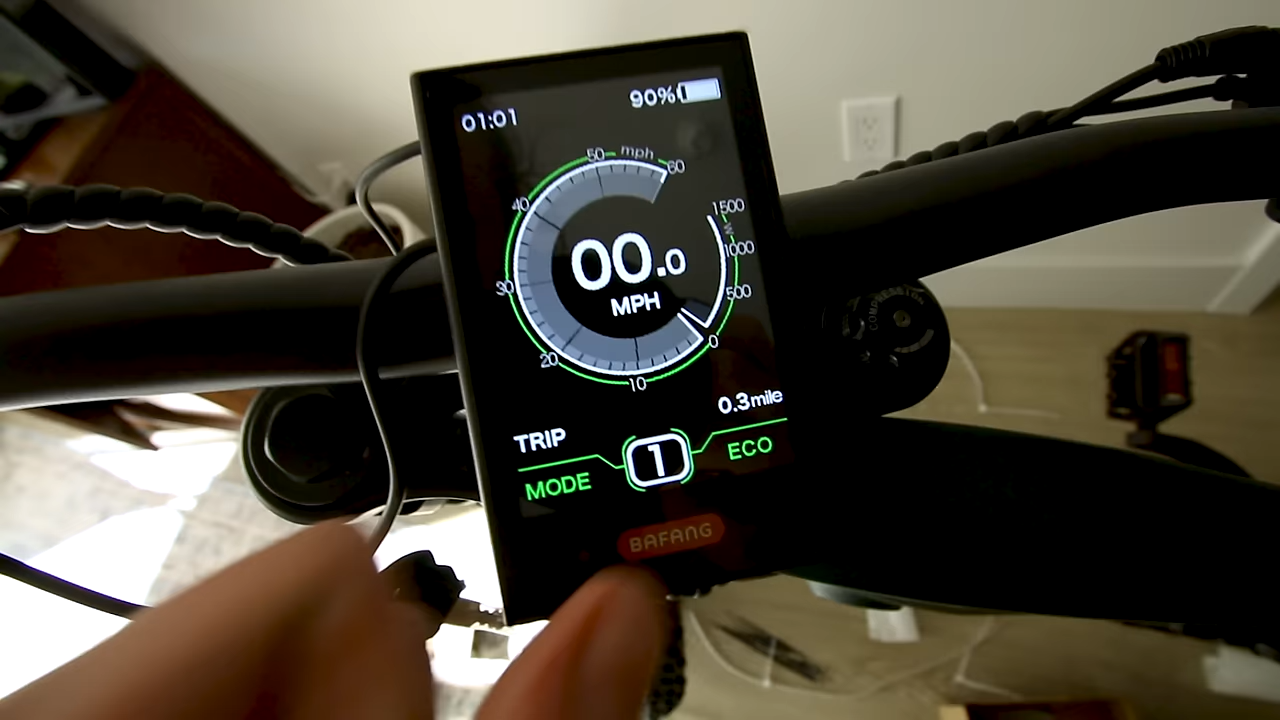 01:01 90%
50 mph 60
40
1500
W
1000
00.0
30
500
MPH
20
0
10
0.3mile
TRIP
1
ECO
MODE
BAFANG
COMPRESSION